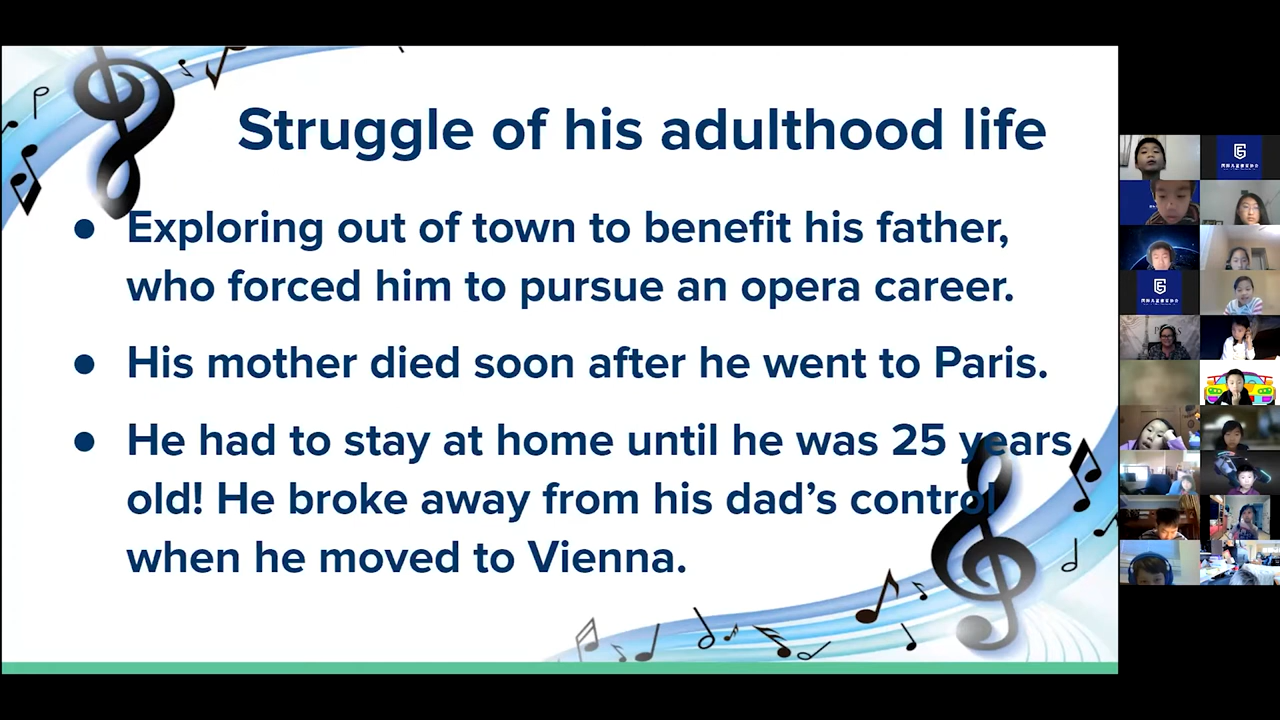 Struggle of his adulthood life
● Exploring out of town to benefit his father,
who forced him to pursue an opera career.
● His mother died soon after he went to Paris.
● He had to stay at home until he was 25 years
old! He broke away from his dad’s control
when he moved to Vienna.